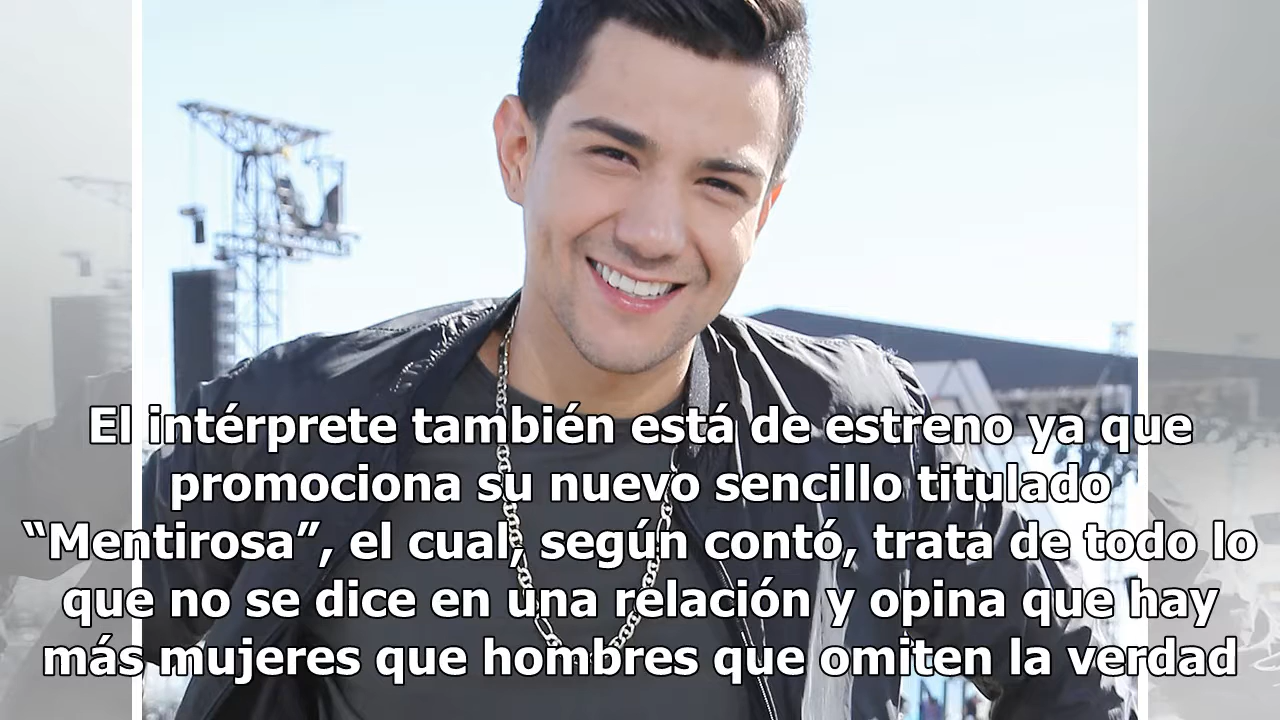 El intérprete también está de estreno ya que
promociona su nuevo sencillo titulado
“Mentirosa”, el cual, según contó, trata de todo lo
que no se dice en una relación y opina que hay
más mujeres que hombres que omiten la verdad